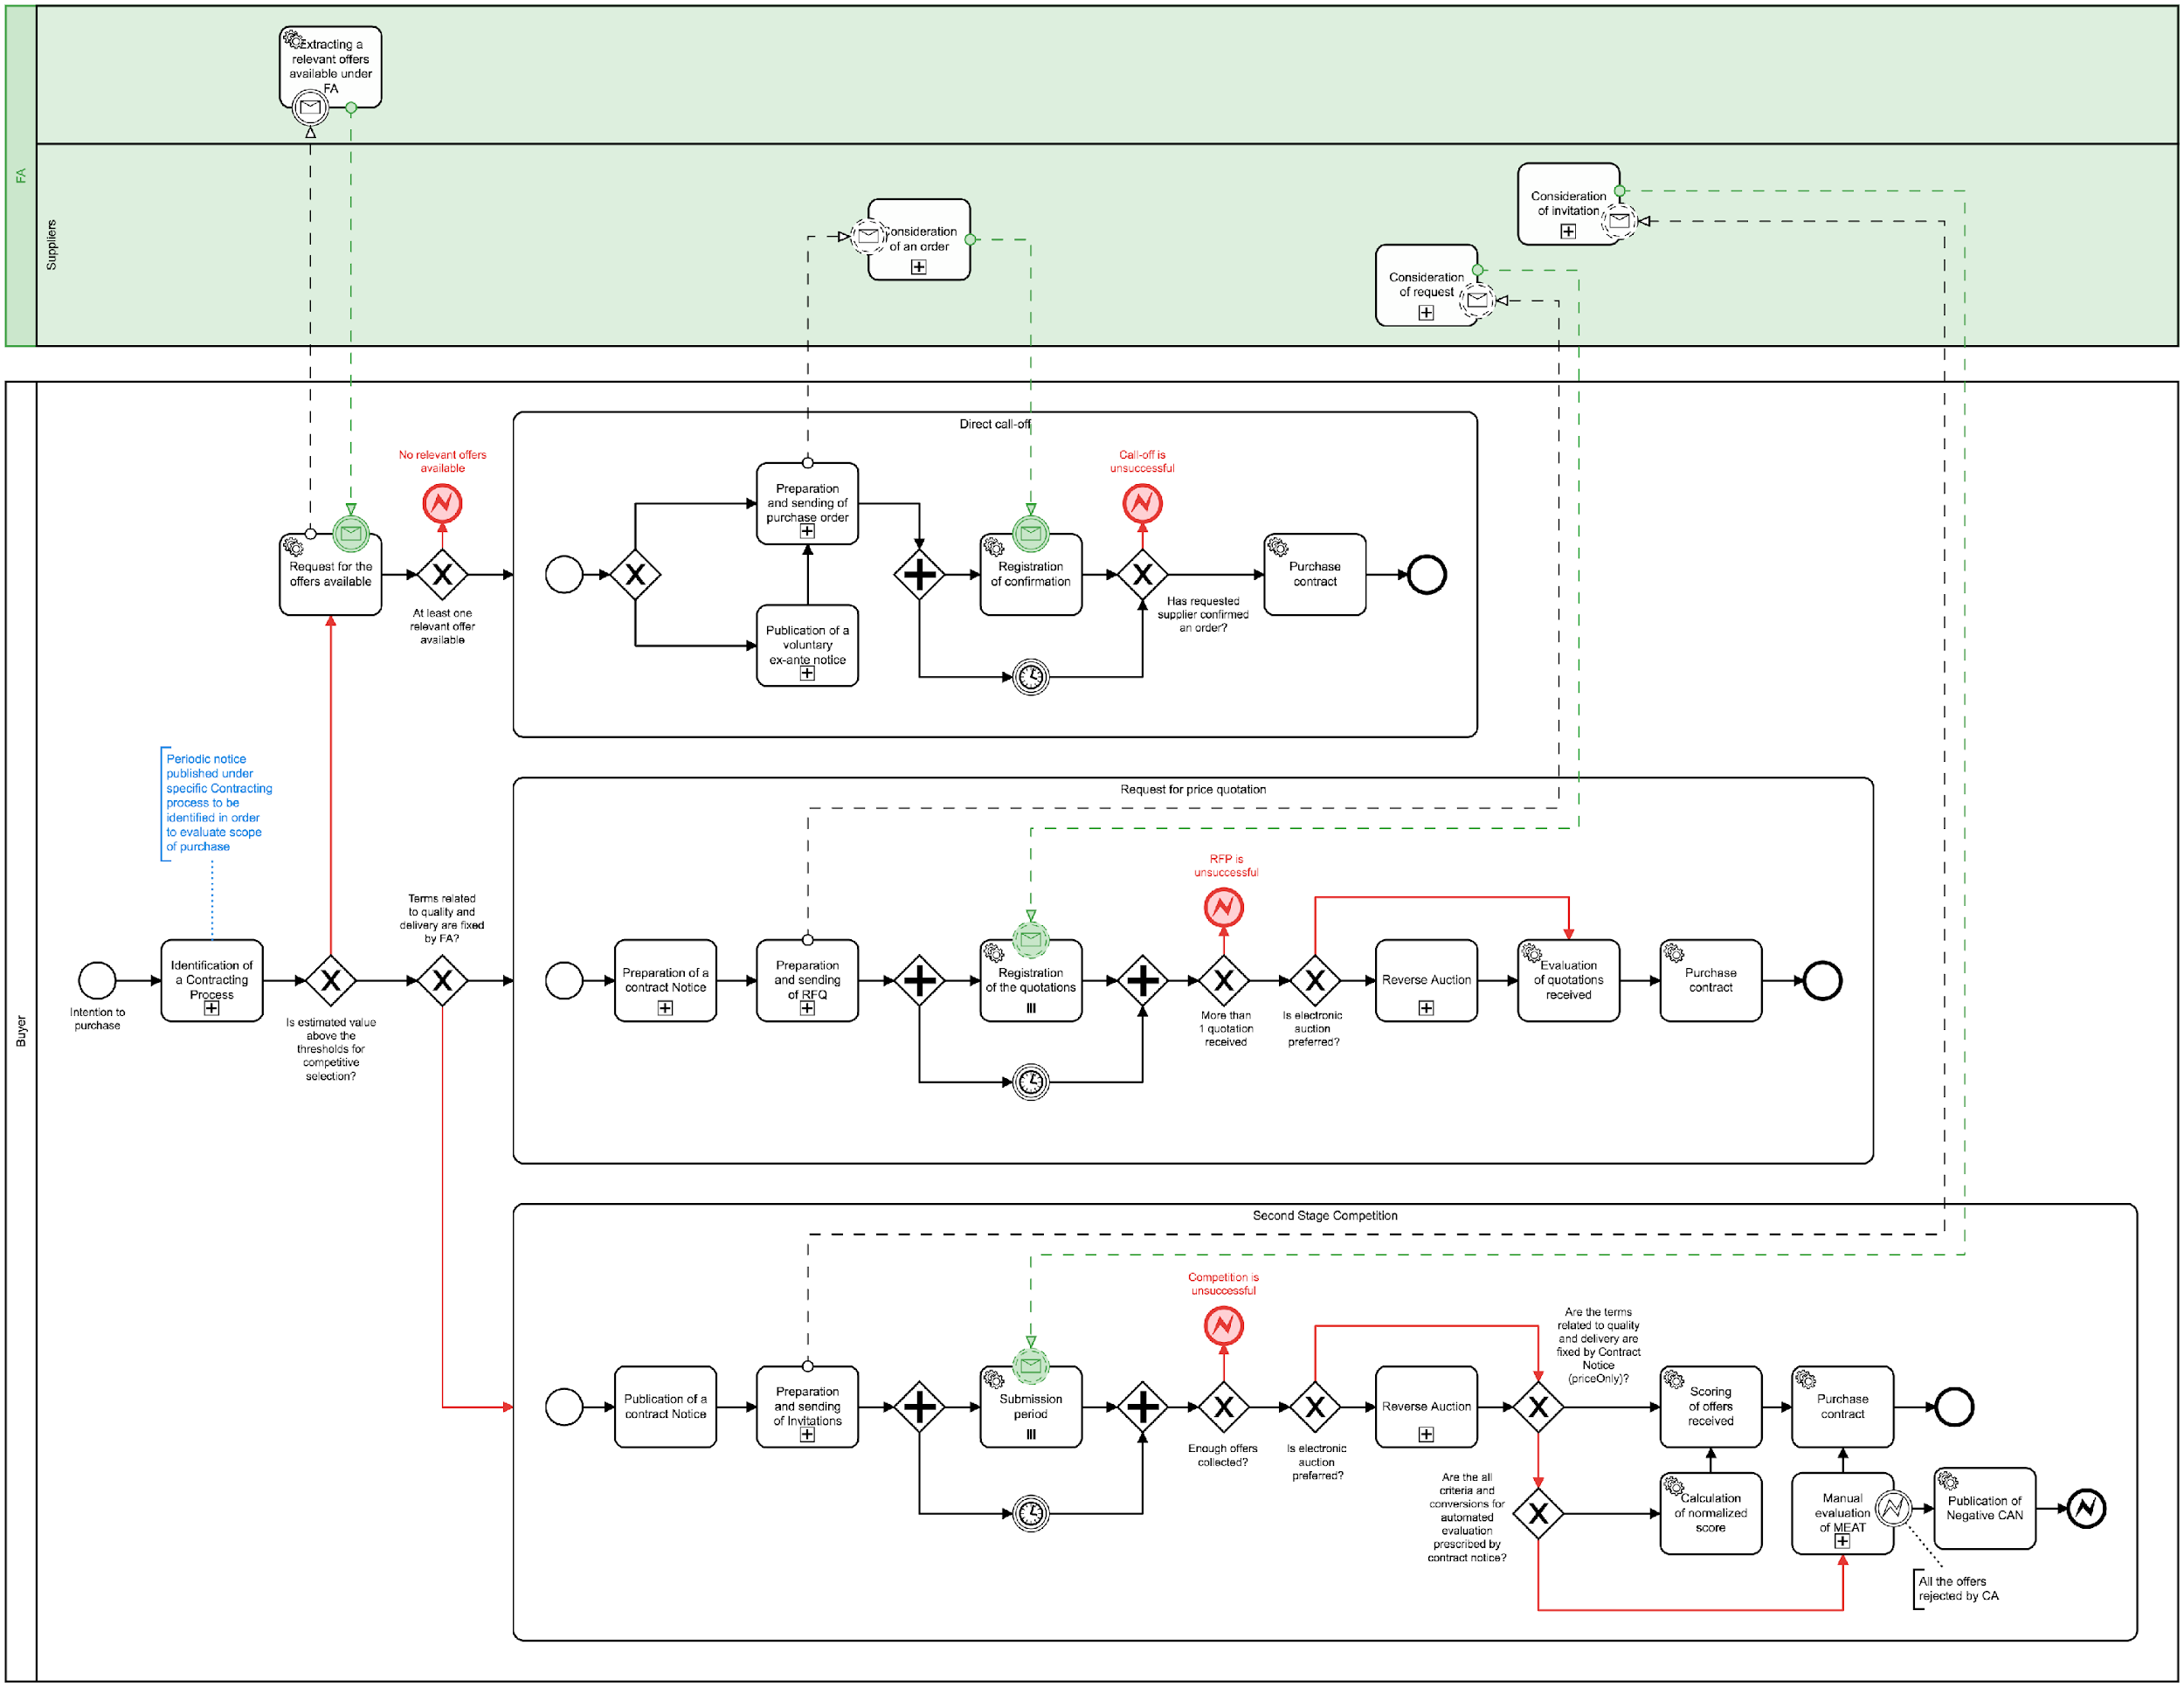 FA
Extracting a
relevant offers
available under
FA
Suppliers
Consideration
of invitation
onsideration
of an order
Consideration
of request
Buyer
Direct call-off
No relevant offers
available
Call-off is
unsuccessful
Preparation
and sending of
purchase order
Request for the
offers available
Registration
of confirmation
Purchase
contract
At least one
relevant offer
available
Has requested
supplier confirmed
an order?
Publication of a
voluntary
ex-ante notice
Periodic notice
published under
specific Contracting
process to be
identified in order
to evaluate scope
of purchase
Request for price quotation
RFP is
unsuccessful
Terms related
to quality and
delivery are fixed
by FA?
Intention to
purchase
Identification of
a Contracting
Process
Is estimated value
above the
thresholds for
competitive
selection?
Preparation of a
contract Notice
Preparation
and sending
of RFQ
Registration
of the quotations
More than
1 quotation
received
Is electronic
auction
preferred?
Reverse Auction
Evaluation
of quotations
received
Purchase
contract
Second Stage Competition
Competition is
unsuccessful
Are the terms
related to quality
and delivery are
fixed by Contract
Notice
(priceOnly)?
Publication of a
contract Notice
Preparation
and sending
of Invitations
Submission
period
Enough offers
collected?
Is electronic
auction
preferred?
Reverse Auction
Scoring
of offers
received
Purchase
contract
Are the all
criteria and
conversions for
automated
evaluation
prescribed by
contract notice?
Calculation
of normalized
score
Manual
evaluation
of MEAT
Publication of
Negative CAN
All the offers
rejected by CA